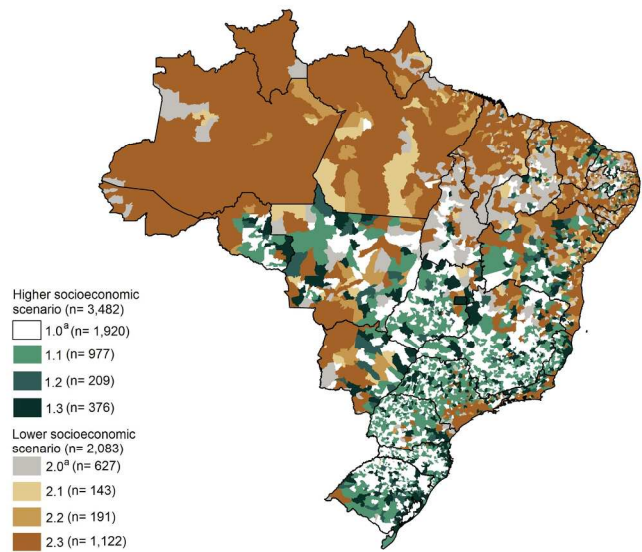 Higher socioeconomic
scenario (n= 3,482)
1.0ª (n= 1,920)
1.1 (n= 977)
1.2 (n= 209)
1.3 (n= 376)
Lower socioeconomic
scenario (n= 2,083)
2.0ª (n= 627)
2.1 (n= 143)
2.2 (n= 191)
2.3 (n= 1,122)